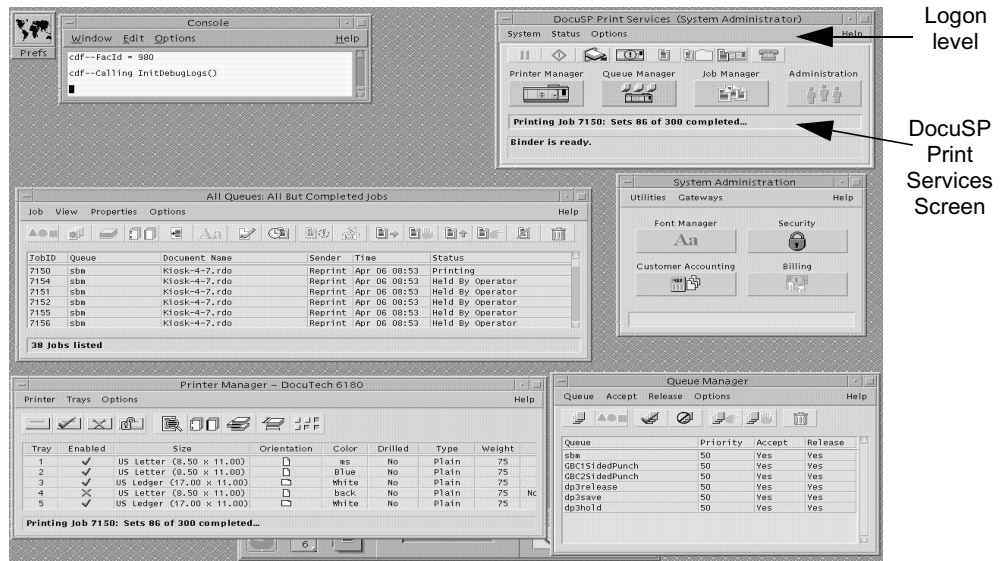 Prefs
Console
Window Edit Options Help
cdf--FacId = 980
cdf--Calling InitDebugLogs()
DocuSP Print Services (System Administrator)
System Status Options Help
Printer Manager Queue Manager Job Manager Administration
Printing Job 7150: Sets 86 of 300 completed...
Binder is ready.
Logon
level
DocuSP
Print
Services
Screen
All Queues: All But Completed Jobs
Job View Properties Options Help
Aa
JobID Queue Document Name Sender Time Status
7150 sbm Kiosk-4-7.rdo Reprint Apr 06 08:53 Printing
7154 sbm Kiosk-4-7.rdo Reprint Apr 06 08:53 Held By Operator
7151 sbm Kiosk-4-7.rdo Reprint Apr 06 08:53 Held By Operator
7152 sbm Kiosk-4-7.rdo Reprint Apr 06 08:53 Held By Operator
7155 sbm Kiosk-4-7.rdo Reprint Apr 06 08:53 Held By Operator
7156 sbm Kiosk-4-7.rdo Reprint Apr 06 08:53 Held By Operator
38 Jobs listed
System Administration
Utilities Gateways Help
Font Manager Security
Aa
Customer Accounting Billing
Printer Manager – DocuTech 6180
Printer Trays Options Help
Tray Enabled Size Orientation Color Drilled Type Weight
1 US Letter (8.50 x 11.00) ms No Plain 75
2 US Letter (8.50 x 11.00) Blue No Plain 75
3 US Ledger (17.00 x 11.00) White No Plain 75
4 US Letter (8.50 x 11.00) back No Plain 75 Nc
5 US Ledger (17.00 x 11.00) White No Plain 75
Printing Job 7150: Sets 86 of 300 completed...
Queue Manager
Queue Accept Release Options Help
Queue Priority Accept Release
sbm 50 Yes Yes
GBC1SidedPunch 50 Yes Yes
GBC2SidedPunch 50 Yes Yes
dp3release 50 Yes Yes
dp3save 50 Yes Yes
dp3hold 50 Yes Yes
6